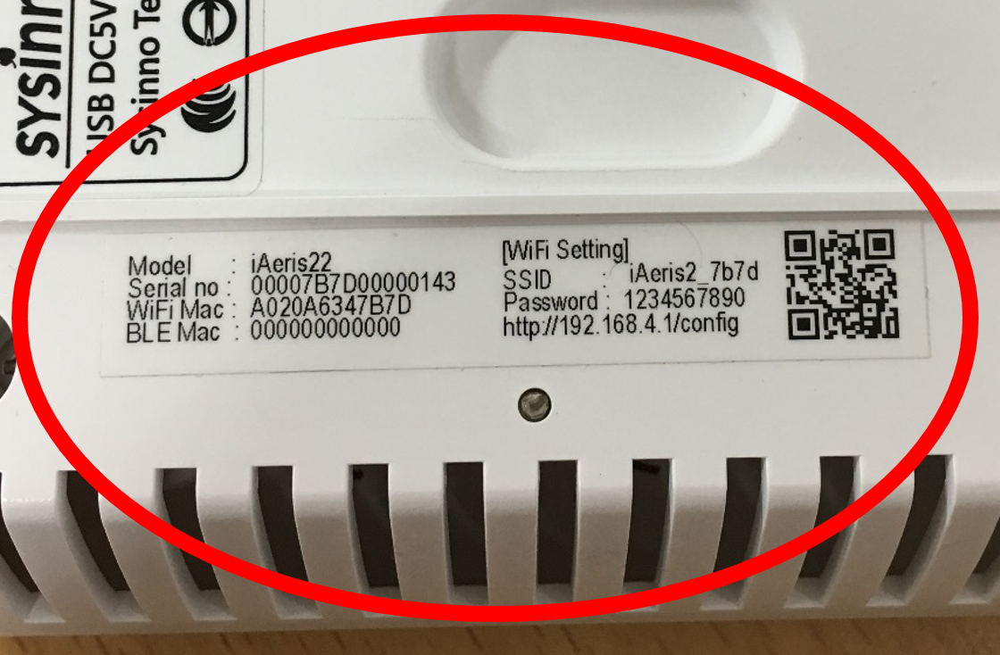 sysinn
USB DC5V
Sysinno Te
Model : iAeris22
Serial no : 00007B7D00000143
WiFi Mac : A020A6347B7D
BLE Mac : 000000000000
[WiFi Setting]
SSID : iAeris2_7b7d
Password : 1234567890
http://192.168.4.1/config